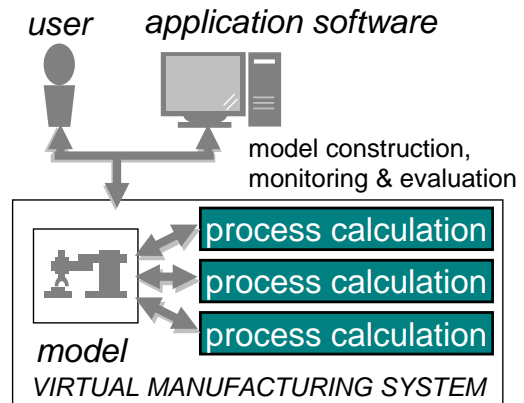 user application software
model construction,
monitoring & evaluation
process calculation
process calculation
process calculation
model
VIRTUAL MANUFACTURING SYSTEM